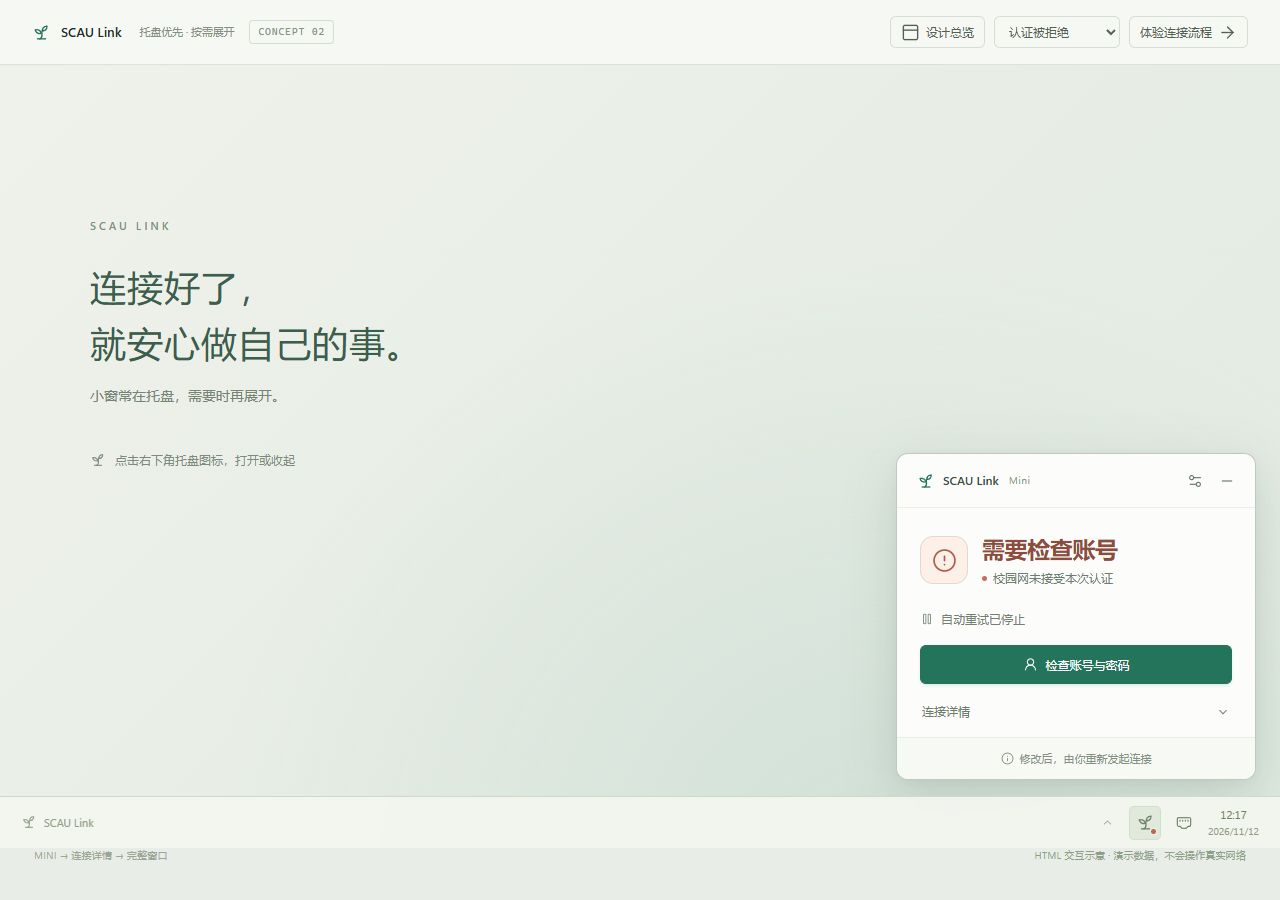 SCAU Link 托盘优先 · 按需展开 CONCEPT 02 设计总览 认证被拒绝 体验连接流程
SCAU LINK
连接好了，
就安心做自己的事。
小窗常在托盘，需要时再展开。
点击右下角托盘图标，打开或收起
SCAU Link Mini
需要检查账号
校园网未接受本次认证
自动重试已停止
检查账号与密码
连接详情
修改后，由你重新发起连接
SCAU Link
12:17
2026/11/12
MINI → 连接详情 → 完整窗口
HTML 交互示意 · 演示数据，不会操作真实网络